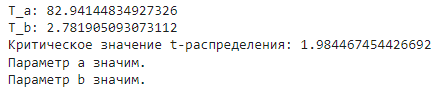 T_a: 82.94144834927326
T_b: 2.781905093073112
Критическое значение t-распределения: 1.984467454426692
Параметр a значим.
Параметр b значим.